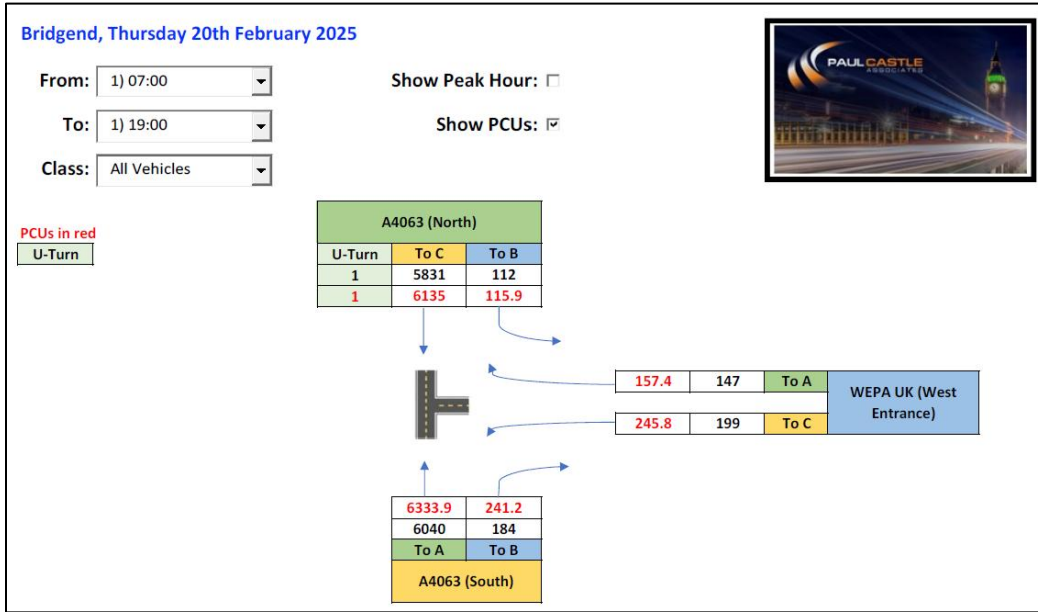 Bridgend, Thursday 20th February 2025
From: 1) 07:00
Show Peak Hour:
To: 1) 19:00
Show PCUs:
Class: All Vehicles
PAUL CASTLE
ASSOCIATES
PCUs in red
U-Turn
A4063 (North)
U-Turn To C To B
1 5831 112
1 6135 115.9
157.4 147 To A
245.8 199 To C
WEPA UK (West
Entrance)
6333.9 241.2
6040 184
To A To B
A4063 (South)